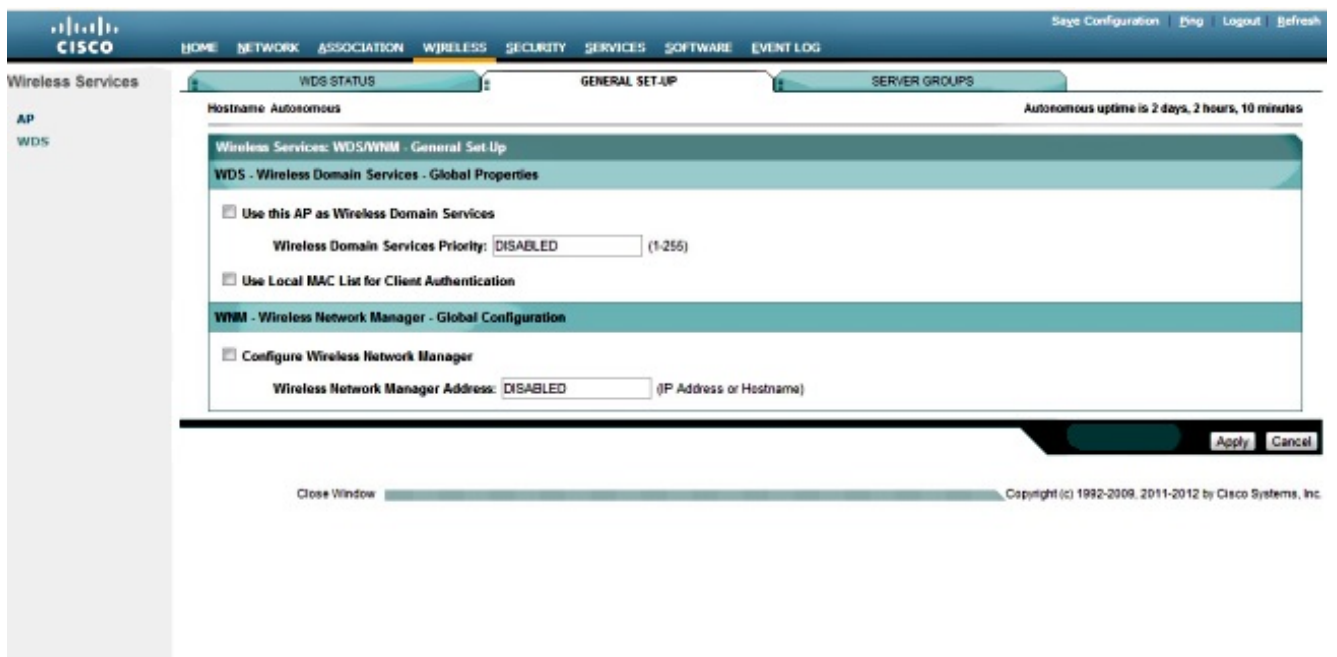 Save Configuration | Ping | Logout | Refresh
CISCO
HOME NETWORK ASSOCIATION WIRELESS SECURITY SERVICES SOFTWARE EVENT LOG
Wireless Services
AP
WDS
WDS STATUS GENERAL SET-UP SERVER GROUPS
Hostname Autonomous Autonomous uptime is 2 days, 2 hours, 10 minutes
Wireless Services: WDS/WNM - General Set-Up
WDS - Wireless Domain Services - Global Properties
Use this AP as Wireless Domain Services
Wireless Domain Services Priority: DISABLED (1-255)
Use Local MAC List for Client Authentication
WNM - Wireless Network Manager - Global Configuration
Configure Wireless Network Manager
Wireless Network Manager Address: DISABLED (IP Address or Hostname)
Apply Cancel
Close Window Copyright (c) 1992-2009, 2011-2012 by Cisco Systems, Inc.